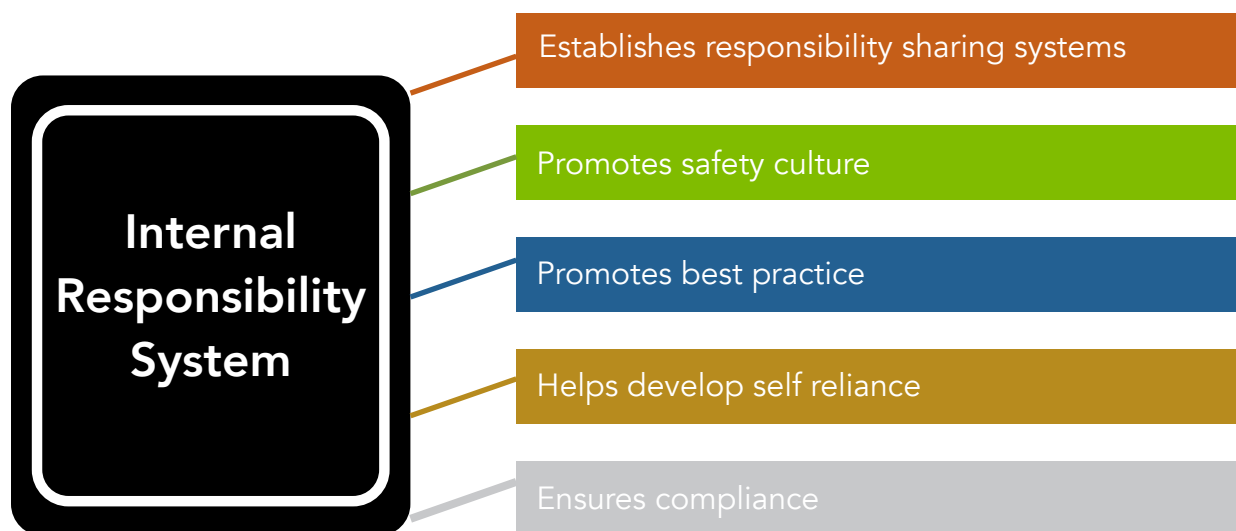 Internal
Responsibility
System
Establishes responsibility sharing systems
Promotes safety culture
Promotes best practice
Helps develop self reliance
Ensures compliance